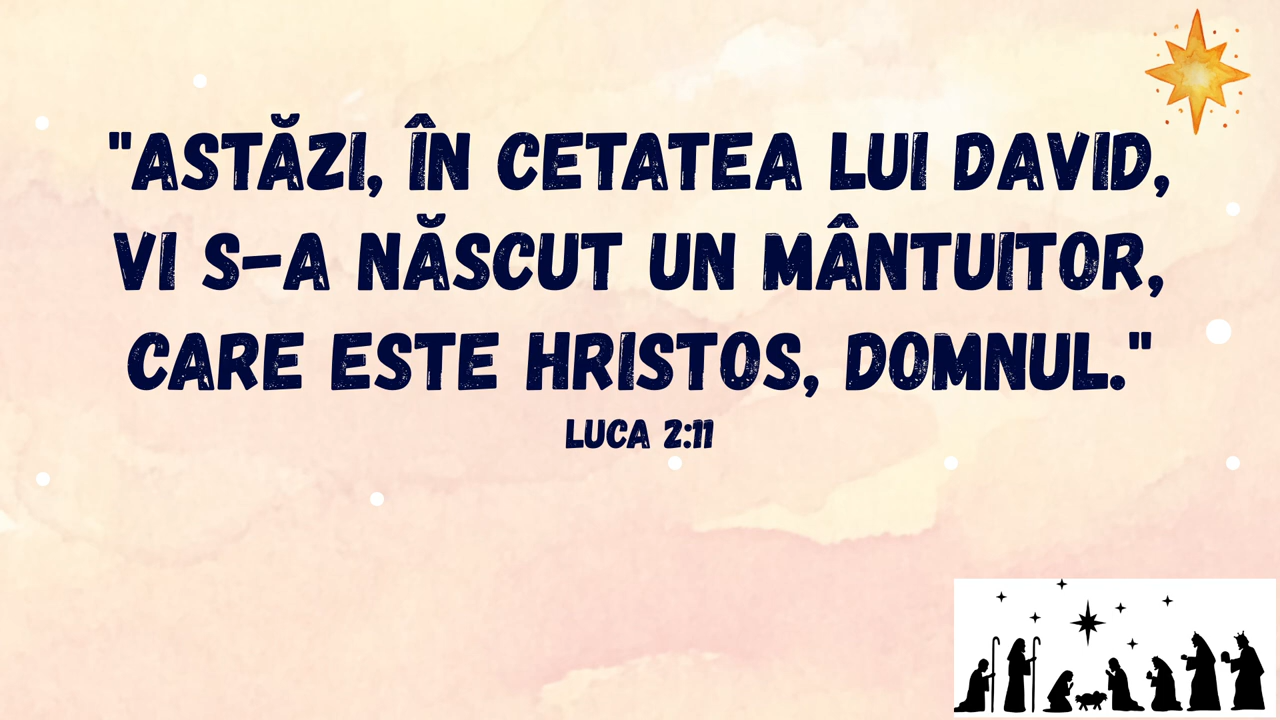 "ASTĂZI, ÎN CETATEA LUI DAVID,
VI S-A NĂSCUT UN MÂNTUITOR,
CARE ESTE HRISTOS, DOMNUL."
LUCA 2:11